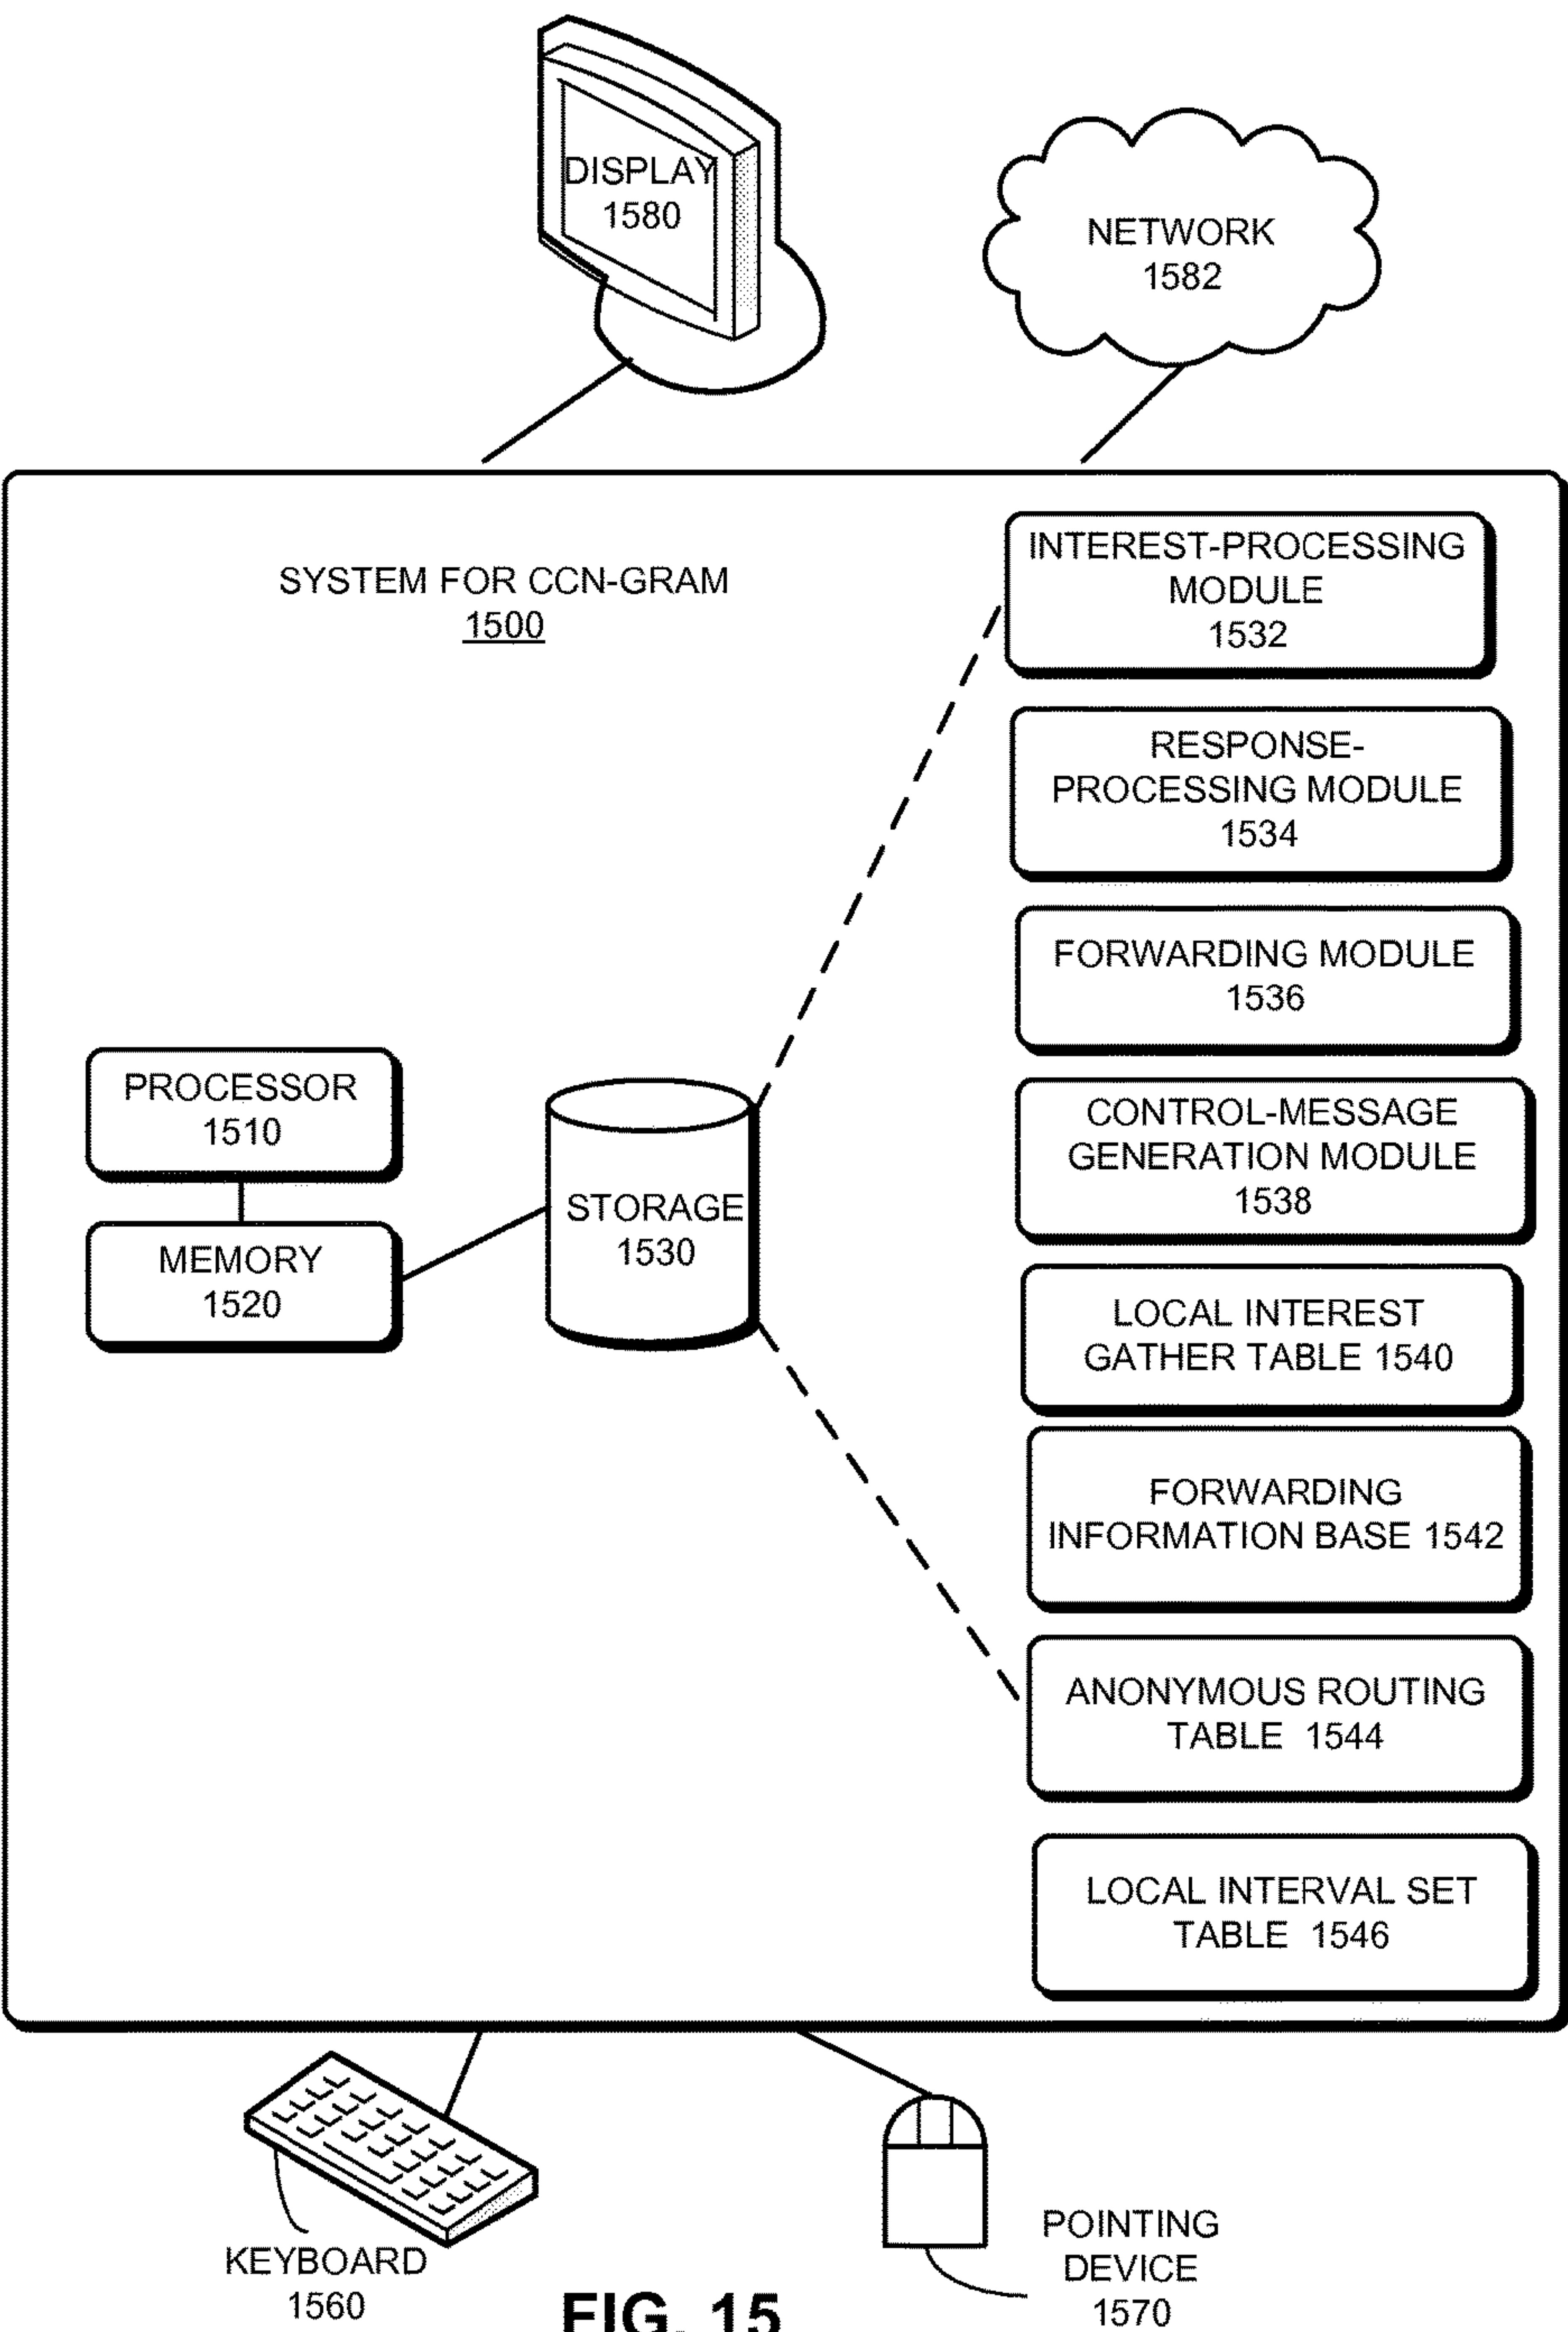 DISPLAY
1580
NETWORK
1582
SYSTEM FOR CCN-GRAM
1500
INTEREST-PROCESSING
MODULE
1532
RESPONSE-
PROCESSING MODULE
1534
FORWARDING MODULE
1536
CONTROL-MESSAGE
GENERATION MODULE
1538
PROCESSOR
1510
MEMORY
1520
STORAGE
1530
LOCAL INTEREST
GATHER TABLE 1540
FORWARDING
INFORMATION BASE 1542
ANONYMOUS ROUTING
TABLE 1544
LOCAL INTERVAL SET
TABLE 1546
KEYBOARD
1560
POINTING
DEVICE
1570
FIG. 15